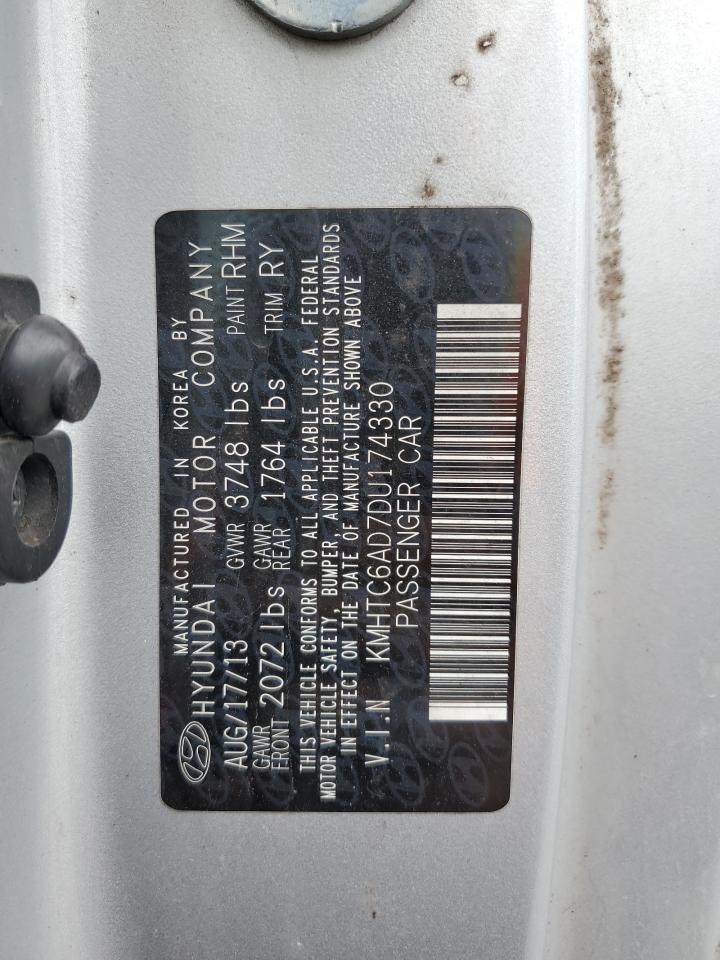 MANUFACTURED IN KOREA BY
HYUNDAI MOTOR COMPANY
AUG/17/13 GVWR 3748 lbs PAINT RHM
GAWR FRONT 2072 lbs GAWR REAR 1764 lbs TRIM RY
THIS VEHICLE CONFORMS TO ALL APPLICABLE U.S.A. FEDERAL
MOTOR VEHICLE SAFETY, BUMPER, AND THEFT PREVENTION STANDARDS
IN EFFECT ON THE DATE OF MANUFACTURE SHOWN ABOVE
V.I.N KMHTC6AD7DU174330
PASSENGER CAR